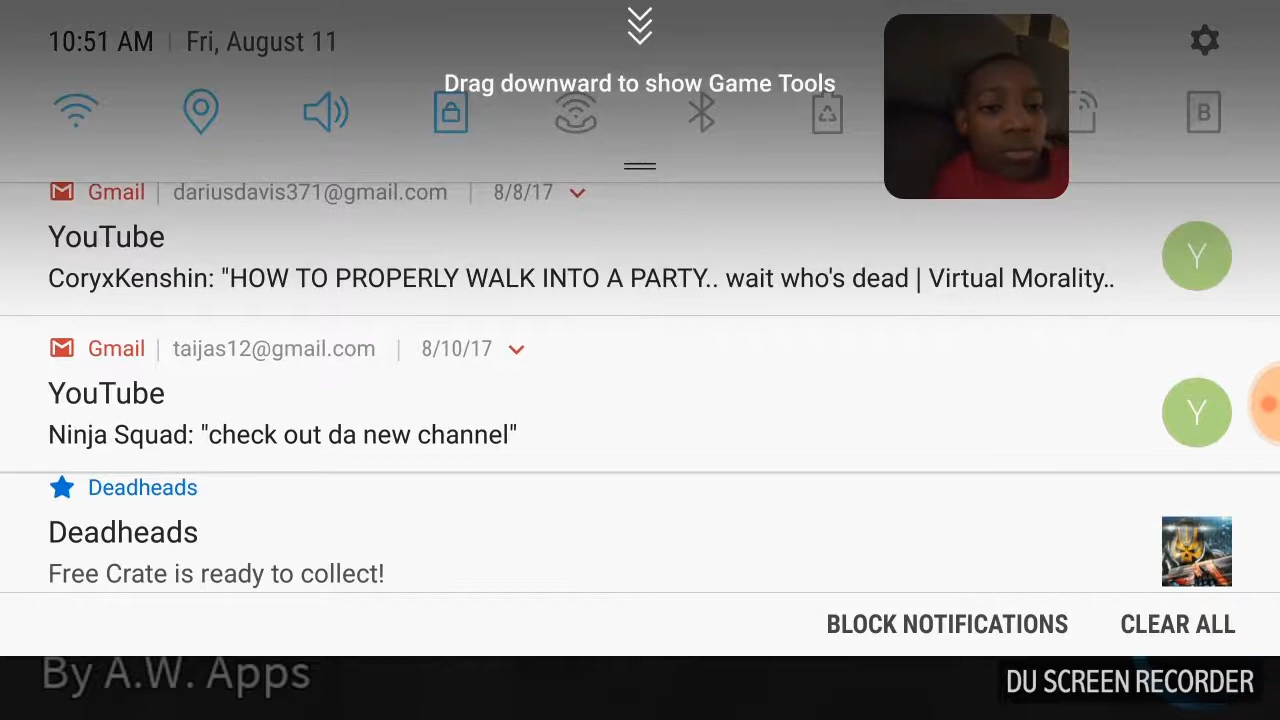 10:51 AM | Fri, August 11
Drag downward to show Game Tools
B
Gmail | dariusdavis371@gmail.com | 8/8/17
YouTube
CoryxKenshin: "HOW TO PROPERLY WALK INTO A PARTY.. wait who's dead | Virtual Morality..
Y
Gmail | taijas12@gmail.com | 8/10/17
YouTube
Ninja Squad: "check out da new channel"
Y
Deadheads
Deadheads
Free Crate is ready to collect!
BLOCK NOTIFICATIONS CLEAR ALL
By A.W. Apps
DU SCREEN RECORDER